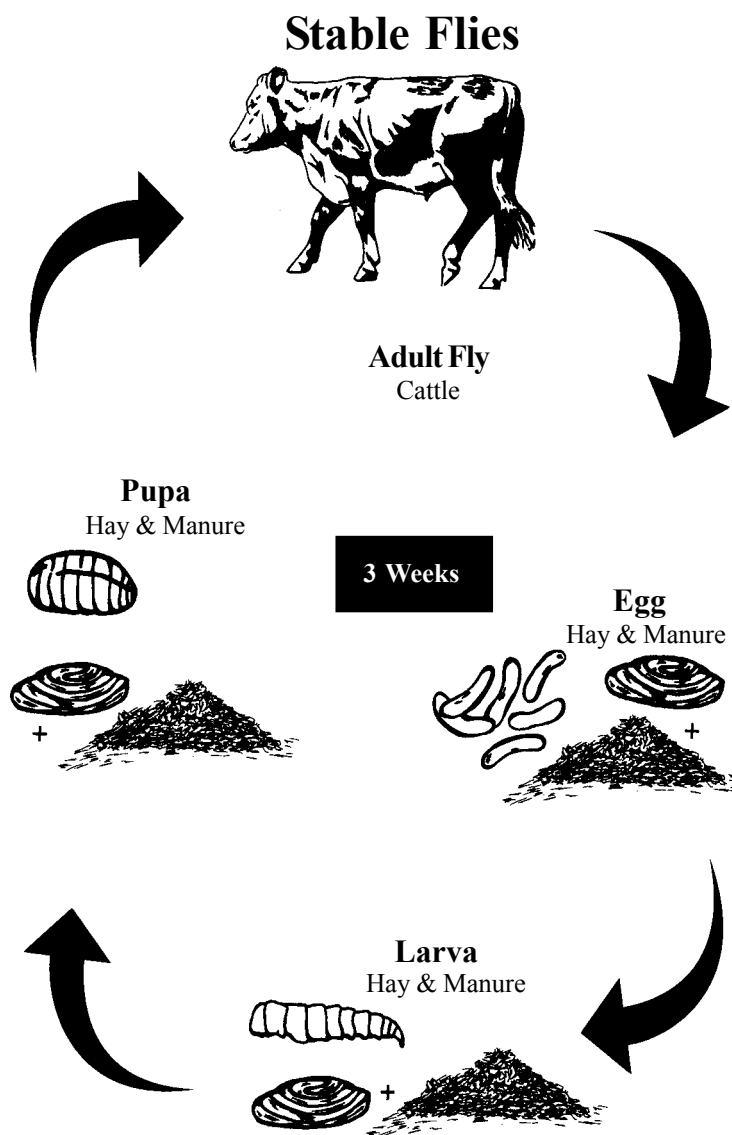 Stable Flies
Adult Fly
Cattle
Pupa
Hay & Manure
3 Weeks
Egg
Hay & Manure
+
+
Larva
Hay & Manure
+